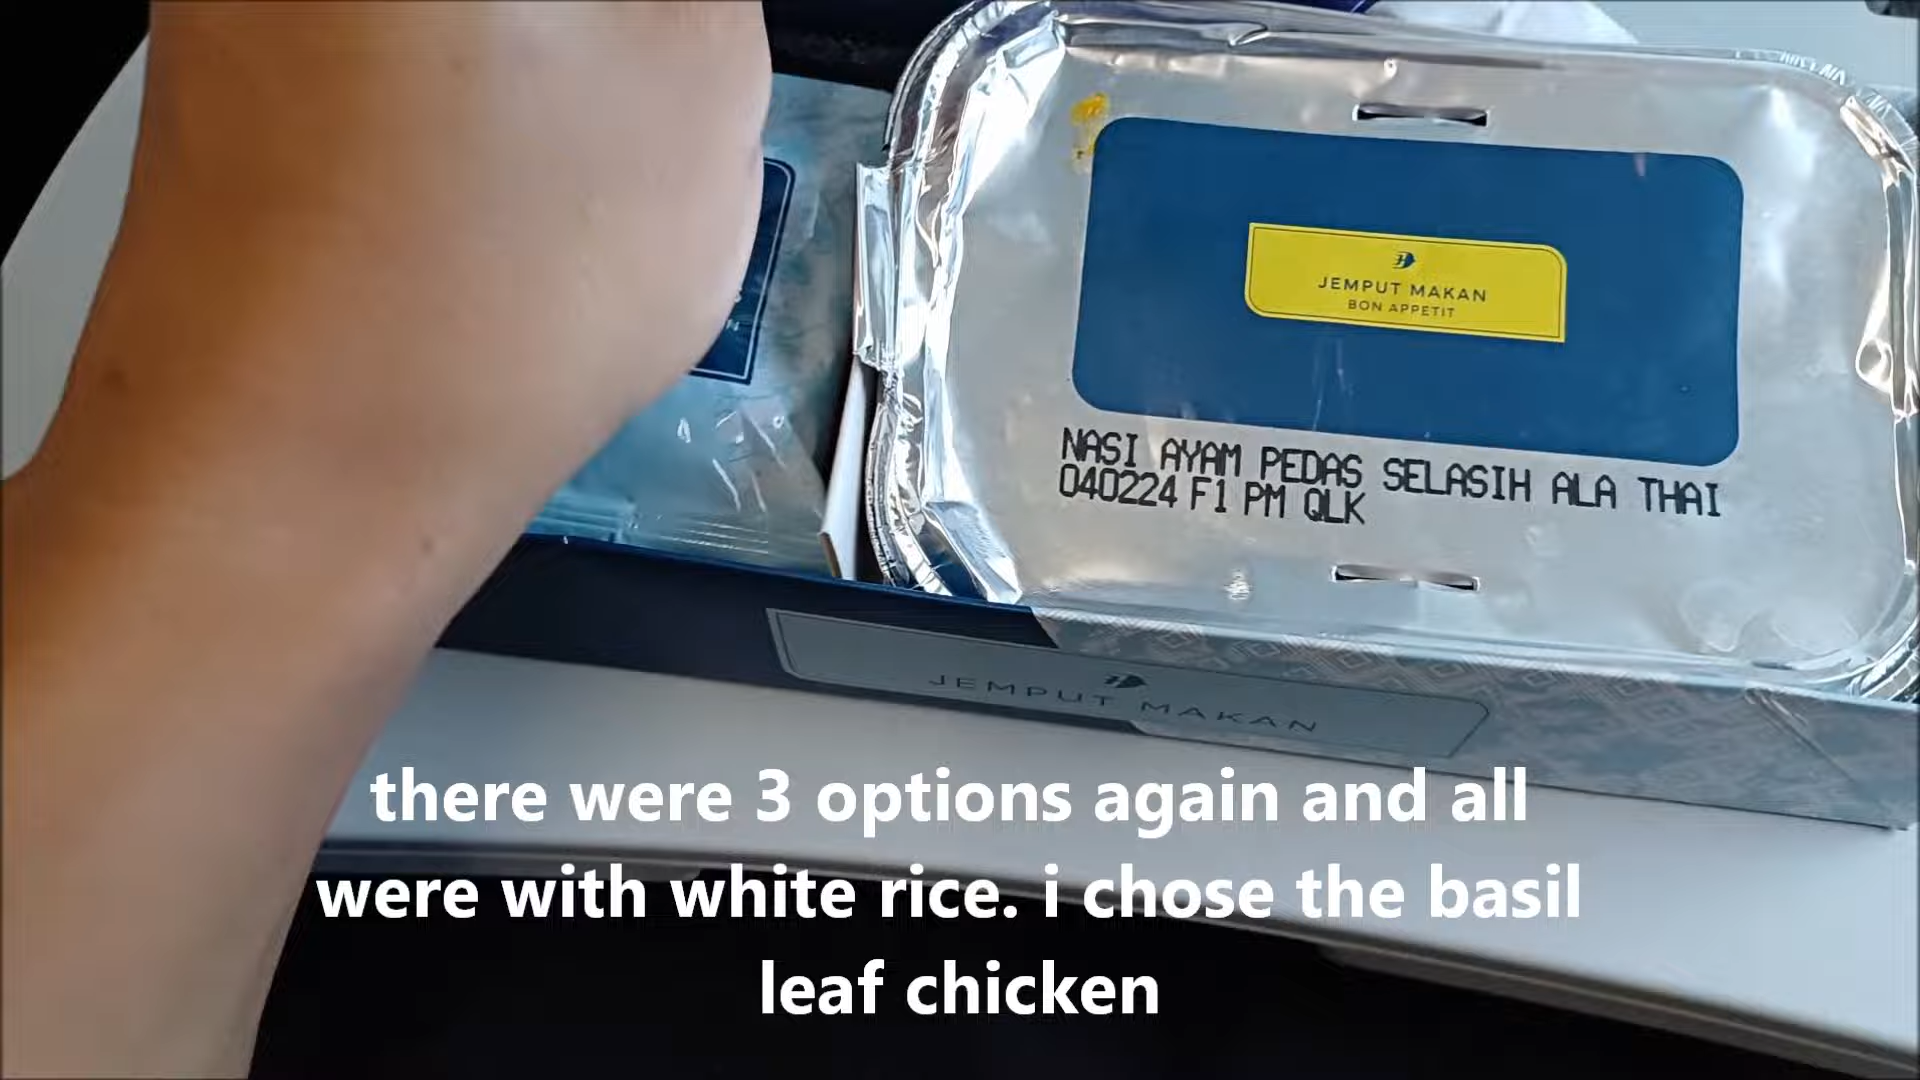 JEMPUT MAKAN
BON APPETIT
NASI AYAM PEDAS SELASIH ALA THAI
040224 F1 PM QLK
JEMPUT MAKAN
there were 3 options again and all
were with white rice. i chose the basil
leaf chicken